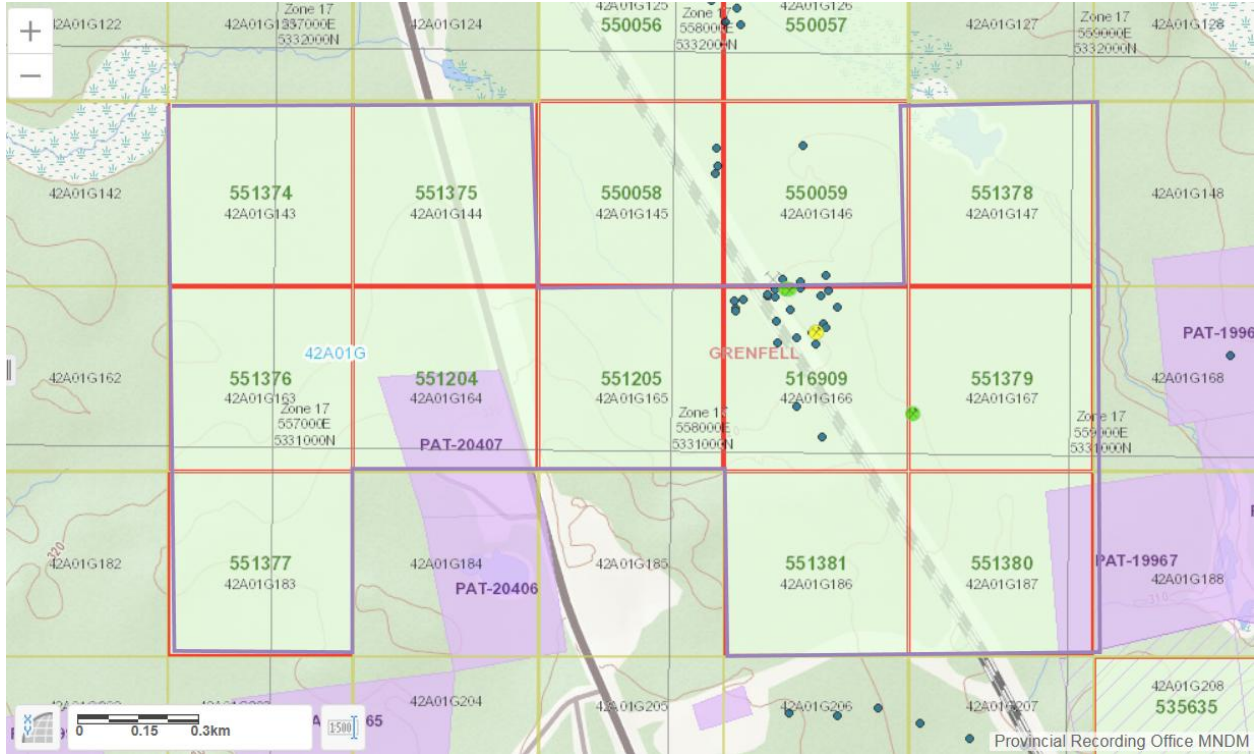 42A01G125
42A01G126
+
Zone 17
Zone 17
Zone 17
42A01G122
557000E
42A01G124
550056
558000E
550057
42A01G127
559000E
42A01G128
5332000N
5332000N
5332000N
−
551374
551375
550058
550059
551378
42A01G142
42A01G148
42A01G143
42A01G144
42A01G145
42A01G146
42A01G147
PAT-1996
42A01G
GRENFELL
42A01G162
551376
551204
551205
516909
551379
42A01G168
42A01G163
42A01G164
42A01G165
42A01G166
42A01G167
Zone 17
Zone 17
Zone 17
557000E
558000E
559000E
5331000N
5331000N
5331000N
PAT-20407
320
42A01G182
551377
42A01G184
42A01G185
551381
551380
PAT-19967
42A01G183
42A01G186
42A01G187
42A01G188
PAT-20406
310
42A01G204
42A01G205
42A01G206
42A01G207
42A01G208
535635
0 0.15 0.3km
1:500
Provincial Recording Office MNDM